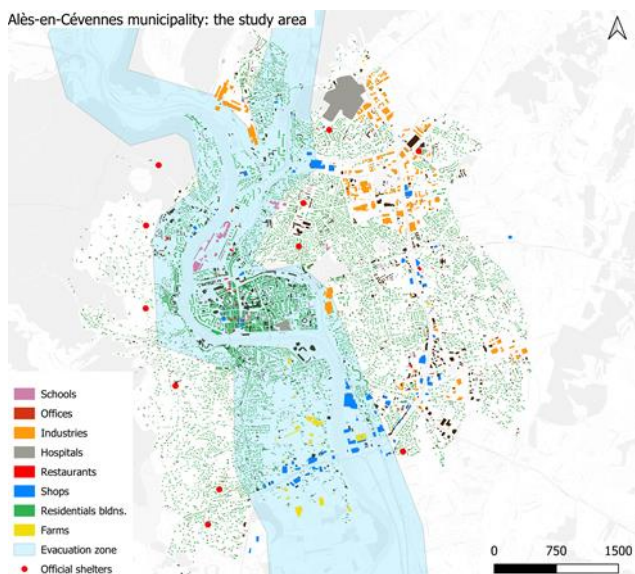 Alès-en-Cévennes municipality: the study area
Schools
Offices
Industries
Hospitals
Restaurants
Shops
Residentials bldns.
Farms
Evacuation zone
Official shelters
0 750 1500